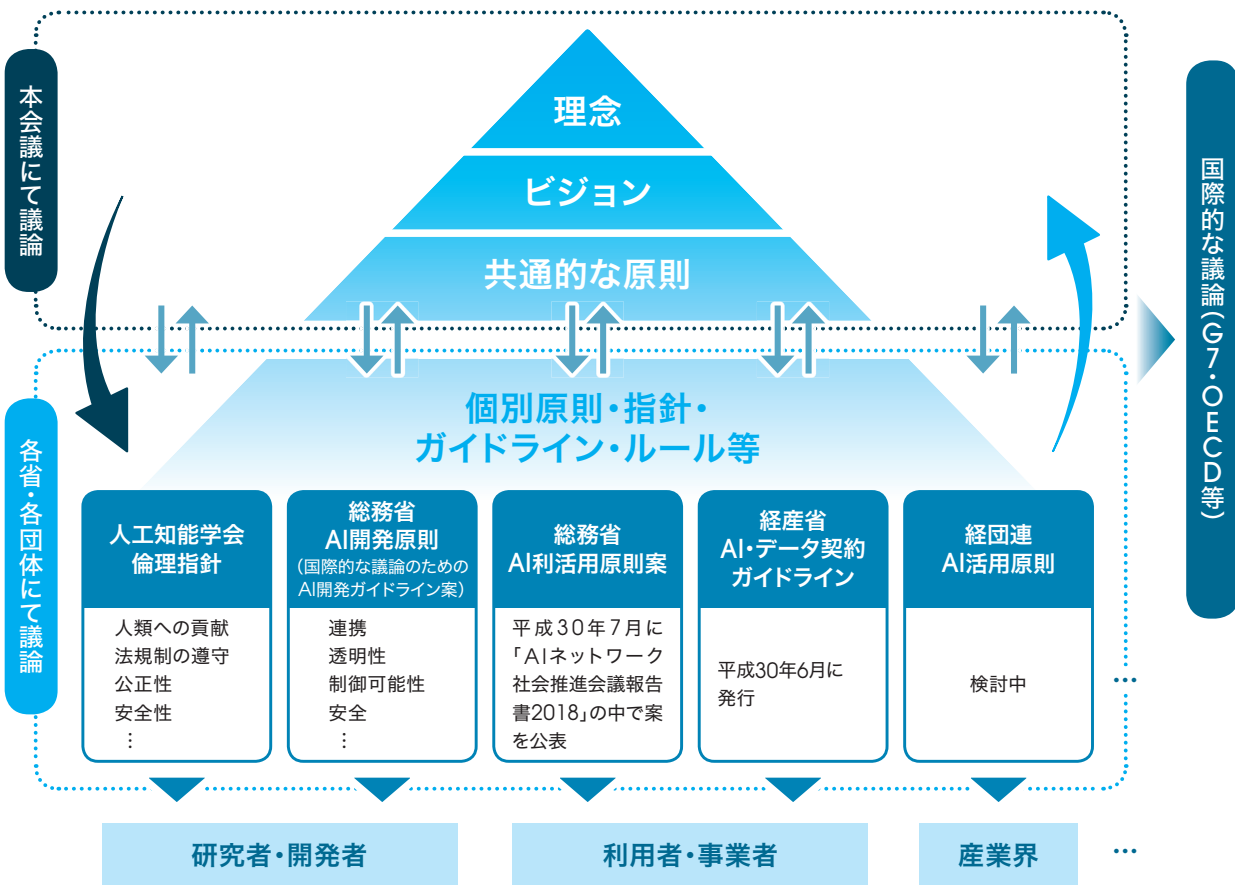 本会議にて議論
理念
ビジョン
共通的な原則
国際的な議論(G7・OECD等)
各省・各団体にて議論
個別原則・指針・
ガイドライン・ルール等
人工知能学会
倫理指針
人類への貢献
法規制の遵守
公正性
安全性
⋮
総務省
AI開発原則
(国際的な議論のための
AI開発ガイドライン案)
連携
透明性
制御可能性
安全
⋮
総務省
AI利活用原則案
平成30年7月に
「AIネットワーク
社会推進会議報告
書2018」の中で案
を公表
経産省
AI・データ契約
ガイドライン
平成30年6月に
発行
経団連
AI活用原則
検討中
…
研究者・開発者
利用者・事業者
産業界
…